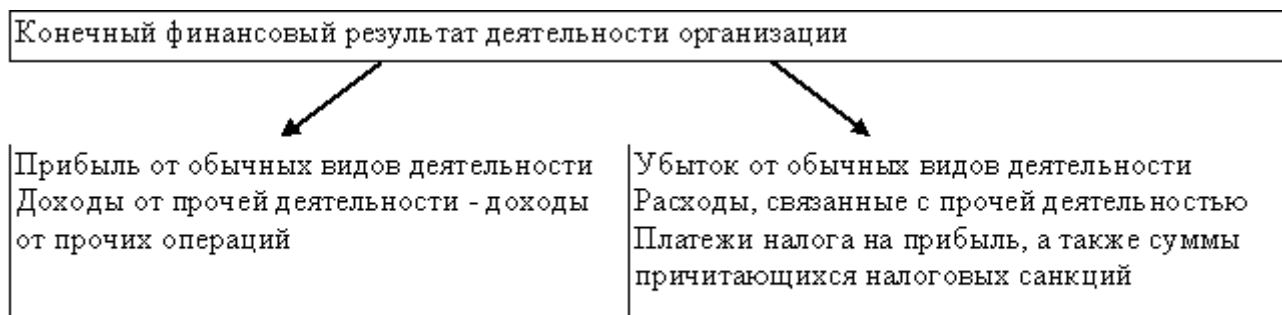 Конечный финансовый результат деятельности организации
Прибыль от обычных видов деятельности
Доходы от прочей деятельности - доходы
от прочих операций
Убыток от обычных видов деятельности
Расходы, связанные с прочей деятельностью
Платежи налога на прибыль, а также суммы
причитающихся налоговых санкций